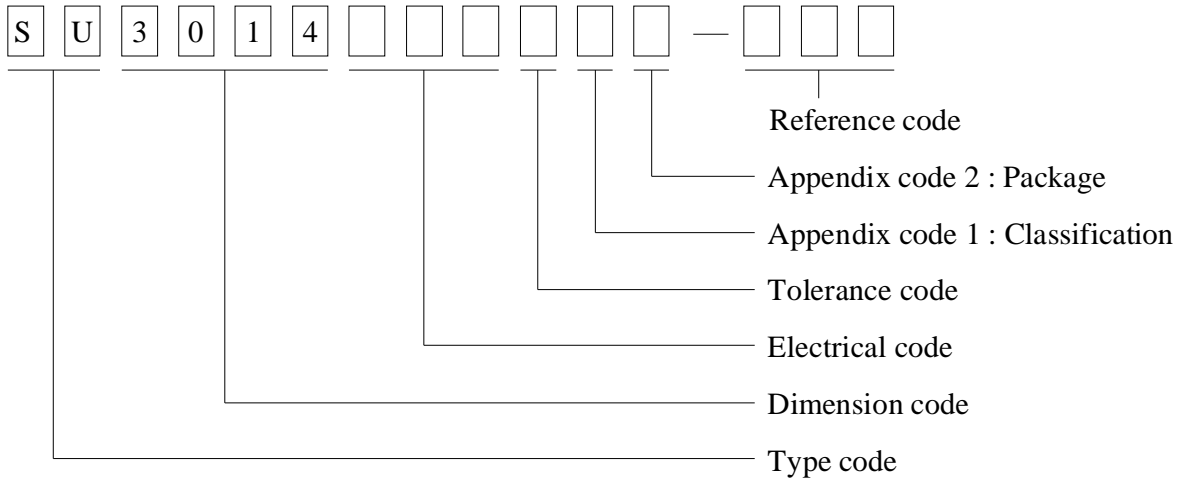 S U 3 0 1 4 —
Reference code
Appendix code 2 : Package
Appendix code 1 : Classification
Tolerance code
Electrical code
Dimension code
Type code